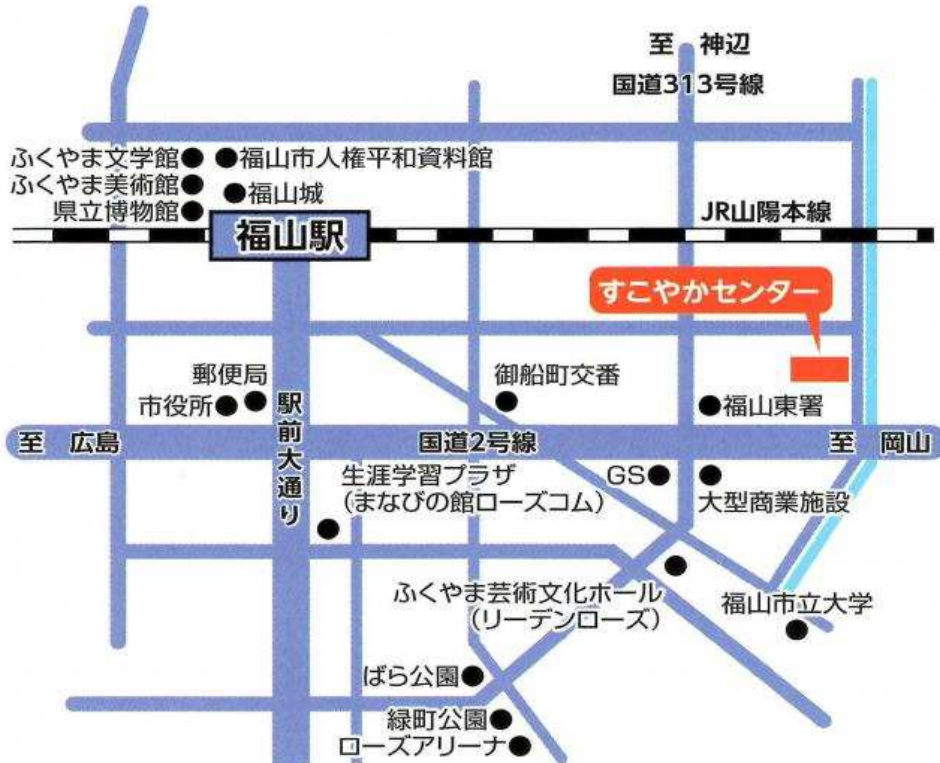 至 神辺
国道313号線
ふくやま文学館
福山市人権平和資料館
ふくやま美術館
福山城
県立博物館
福山駅
JR山陽本線
すこやかセンター
郵便局
市役所
御船町交番
福山東署
駅前大通り
至 広島
国道2号線
至 岡山
生涯学習プラザ
(まなびの館ローズコム)
GS
大型商業施設
ふくやま芸術文化ホール
(リーデンローズ)
福山市立大学
ばら公園
緑町公園
ローズアリーナ